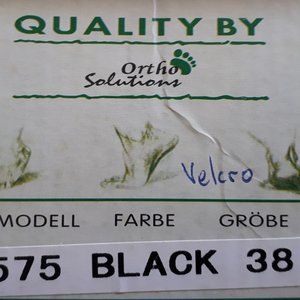 QUALITY BY
Ortho
Solutions
Velcro
MODELL FARBE GRÖBE
575 BLACK 38